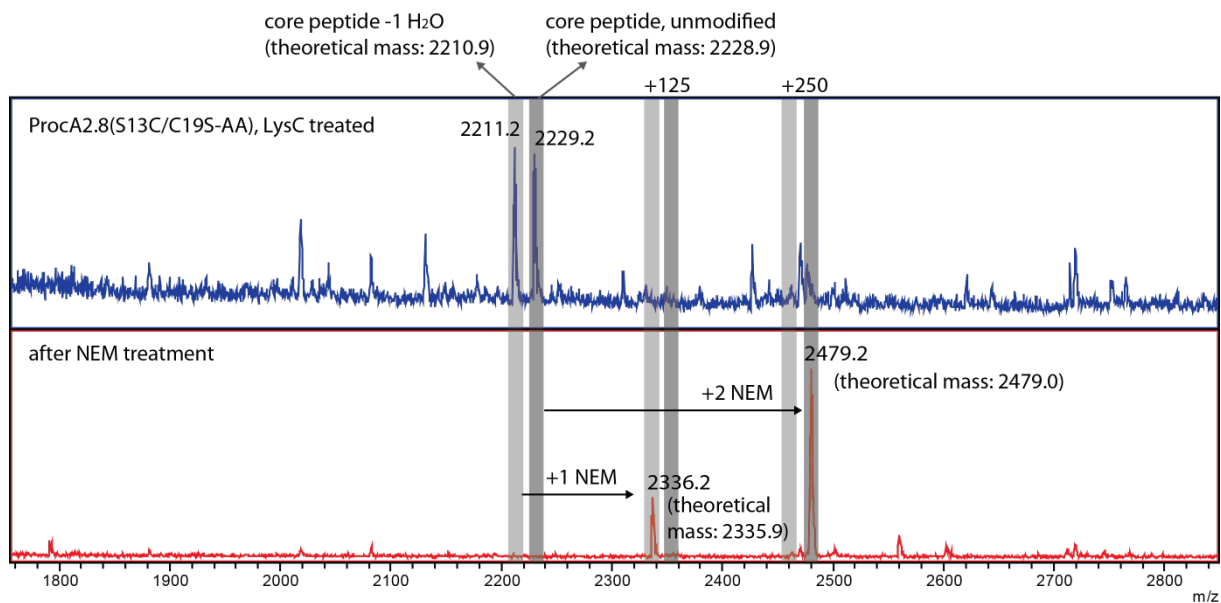 core peptide -1 H₂O
(theoretical mass: 2210.9)
core peptide, unmodified
(theoretical mass: 2228.9)
+125
+250
ProcA2.8(S13C/C19S-AA), LysC treated
2211.2
2229.2
after NEM treatment
2479.2
(theoretical mass: 2479.0)
+2 NEM
+1 NEM
2336.2
(theoretical
mass: 2335.9)
1800 1900 2000 2100 2200 2300 2400 2500 2600 2700 2800
m/z